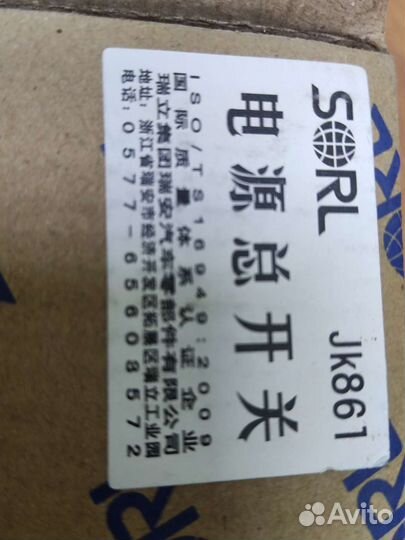 SORL
Jk861
电源总开关
ISO/TS16949:2009
国际质量体系认证企业
瑞立集团瑞安汽车零部件有限公司
地址:浙江省瑞安市经济开发区拓展区瑞立工业园
电话:0577-65608572
Avito